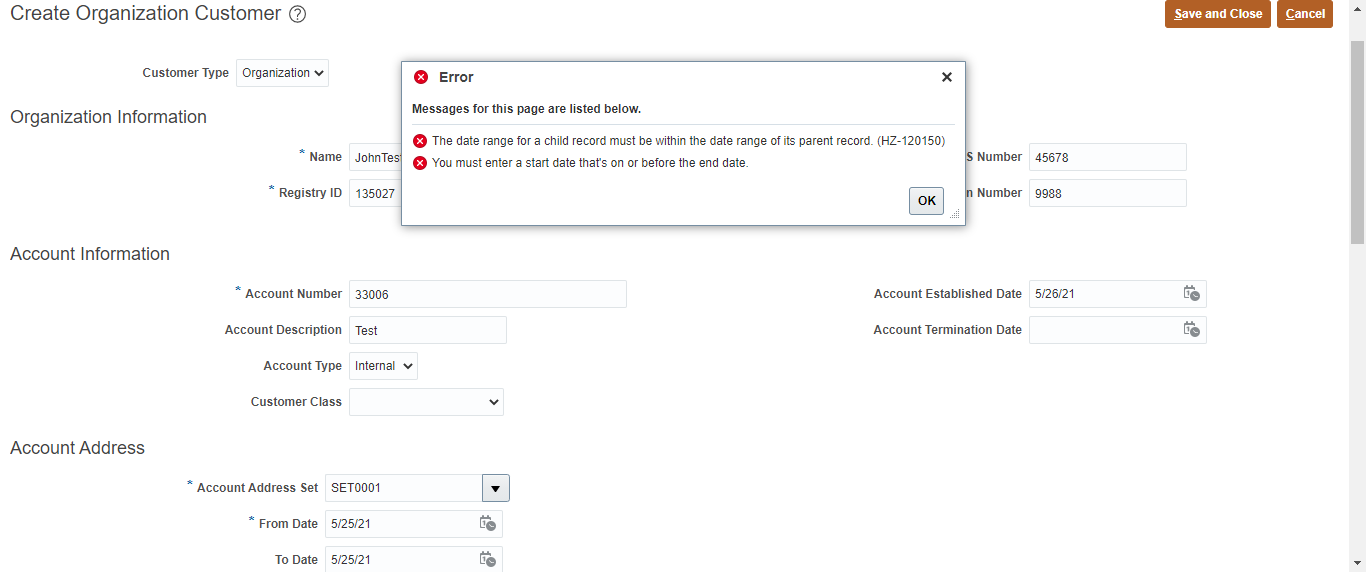 Create Organization Customer ?
Save and Close Cancel
Customer Type Organization
Error
Messages for this page are listed below.
The date range for a child record must be within the date range of its parent record. (HZ-120150)
You must enter a start date that's on or before the end date.
OK
Organization Information
* Name JohnTest
S Number 45678
* Registry ID 135027
n Number 9988
Account Information
* Account Number 33006
Account Established Date 5/26/21
Account Description Test
Account Termination Date
Account Type Internal
Customer Class
Account Address
* Account Address Set SET0001
* From Date 5/25/21
To Date 5/25/21